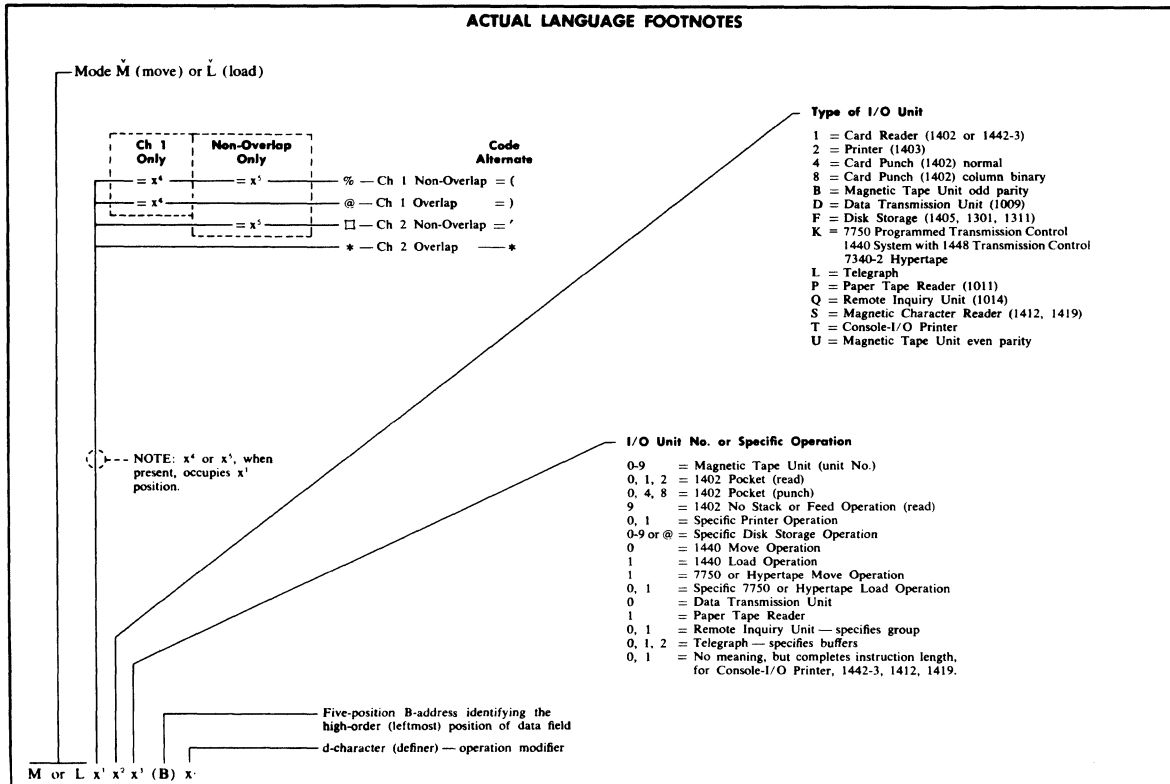 ACTUAL LANGUAGE FOOTNOTES
Mode M̌ (move) or Ľ (load)
Ch 1 Only
Non-Overlap Only
Code Alternate
= x⁴ = x⁵ % — Ch 1 Non-Overlap = (
= x⁴ @ — Ch 1 Overlap = )
= x⁵ ⌑ — Ch 2 Non-Overlap = '
* — Ch 2 Overlap — *
NOTE: x⁴ or x⁵, when
present, occupies x¹
position.
Type of I/O Unit
1 = Card Reader (1402 or 1442-3)
2 = Printer (1403)
4 = Card Punch (1402) normal
8 = Card Punch (1402) column binary
B = Magnetic Tape Unit odd parity
D = Data Transmission Unit (1009)
F = Disk Storage (1405, 1301, 1311)
K = 7750 Programmed Transmission Control
1440 System with 1448 Transmission Control
7340-2 Hypertape
L = Telegraph
P = Paper Tape Reader (1011)
Q = Remote Inquiry Unit (1014)
S = Magnetic Character Reader (1412, 1419)
T = Console-I/O Printer
U = Magnetic Tape Unit even parity
I/O Unit No. or Specific Operation
0-9 = Magnetic Tape Unit (unit No.)
0, 1, 2 = 1402 Pocket (read)
0, 4, 8 = 1402 Pocket (punch)
9 = 1402 No Stack or Feed Operation (read)
0, 1 = Specific Printer Operation
0-9 or @ = Specific Disk Storage Operation
0 = 1440 Move Operation
1 = 1440 Load Operation
1 = 7750 or Hypertape Move Operation
0, 1 = Specific 7750 or Hypertape Load Operation
0 = Data Transmission Unit
1 = Paper Tape Reader
0, 1 = Remote Inquiry Unit — specifies group
0, 1, 2 = Telegraph — specifies buffers
0, 1 = No meaning, but completes instruction length,
for Console-I/O Printer, 1442-3, 1412, 1419.
Five-position B-address identifying the
high-order (leftmost) position of data field
d-character (definer) — operation modifier
M or L x¹ x² x³ (B) x